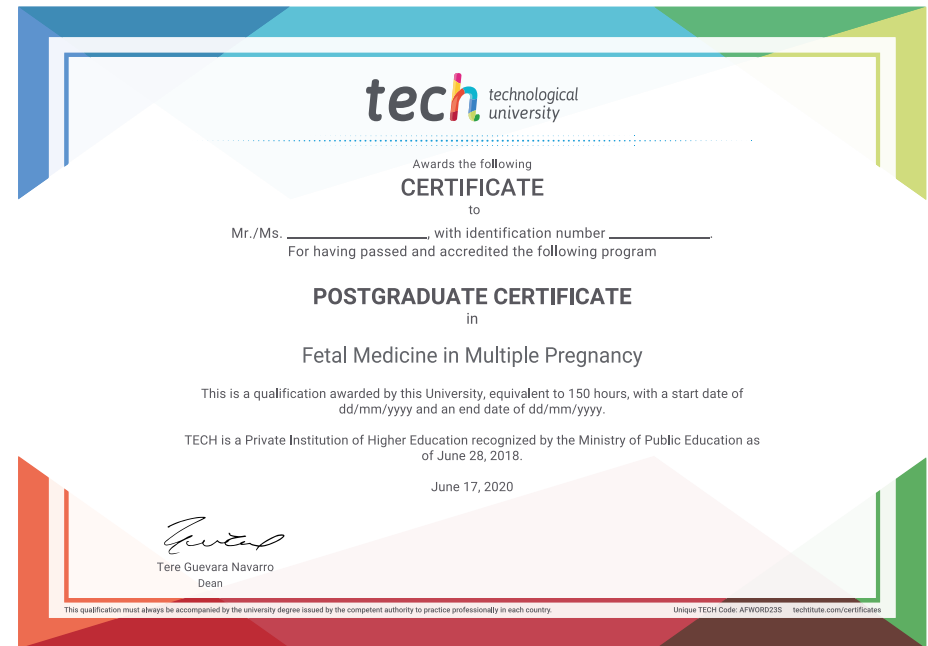 tech technological
university
Awards the following
CERTIFICATE
to
Mr./Ms. ____________________, with identification number ______________.
For having passed and accredited the following program
POSTGRADUATE CERTIFICATE
in
Fetal Medicine in Multiple Pregnancy
This is a qualification awarded by this University, equivalent to 150 hours, with a start date of
dd/mm/yyyy and an end date of dd/mm/yyyy.
TECH is a Private Institution of Higher Education recognized by the Ministry of Public Education as
of June 28, 2018.
June 17, 2020
Tere Guevara Navarro
Dean
This qualification must always be accompanied by the university degree issued by the competent authority to practice professionally in each country.
Unique TECH Code: AFWORD23S techtitute.com/certificates